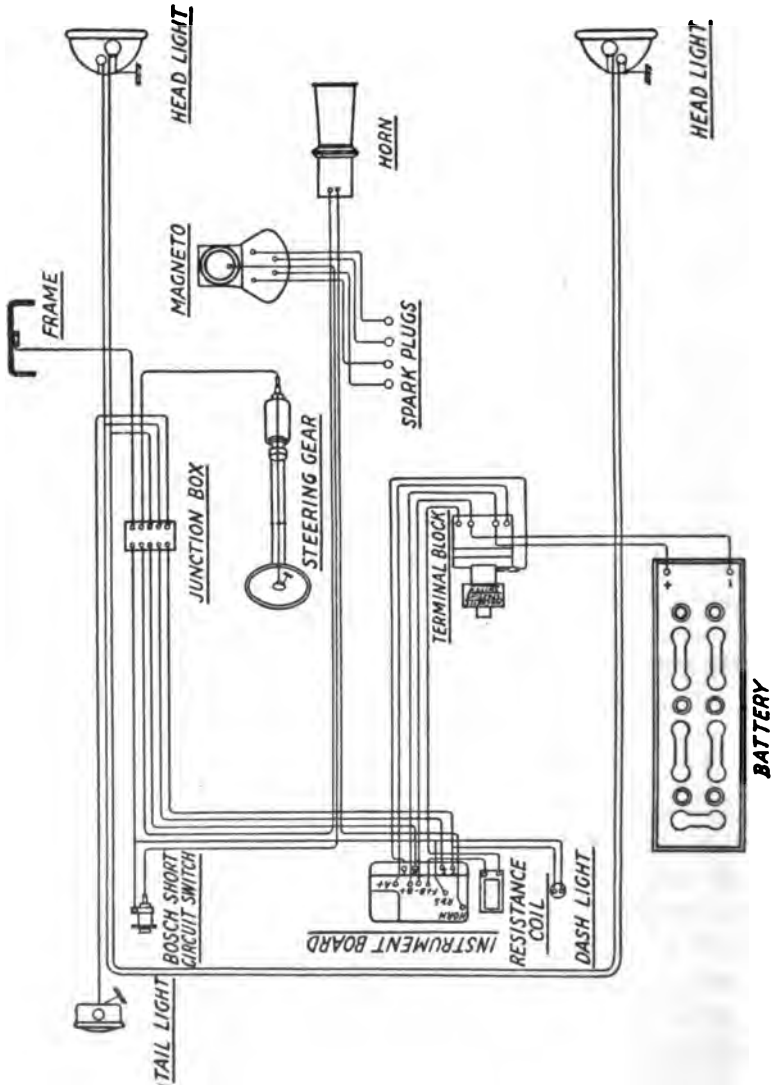 HEAD LIGHT
HEAD LIGHT
HORN
MAGNETO
FRAME
SPARK PLUGS
STEERING GEAR
JUNCTION BOX
TERMINAL BLOCK
BATTERY
+
-
BOSCH SHORT
CIRCUIT SWITCH
INSTRUMENT BOARD
A+
B+
B-
HORN
RESISTANCE
COIL
DASH LIGHT
TAIL LIGHT